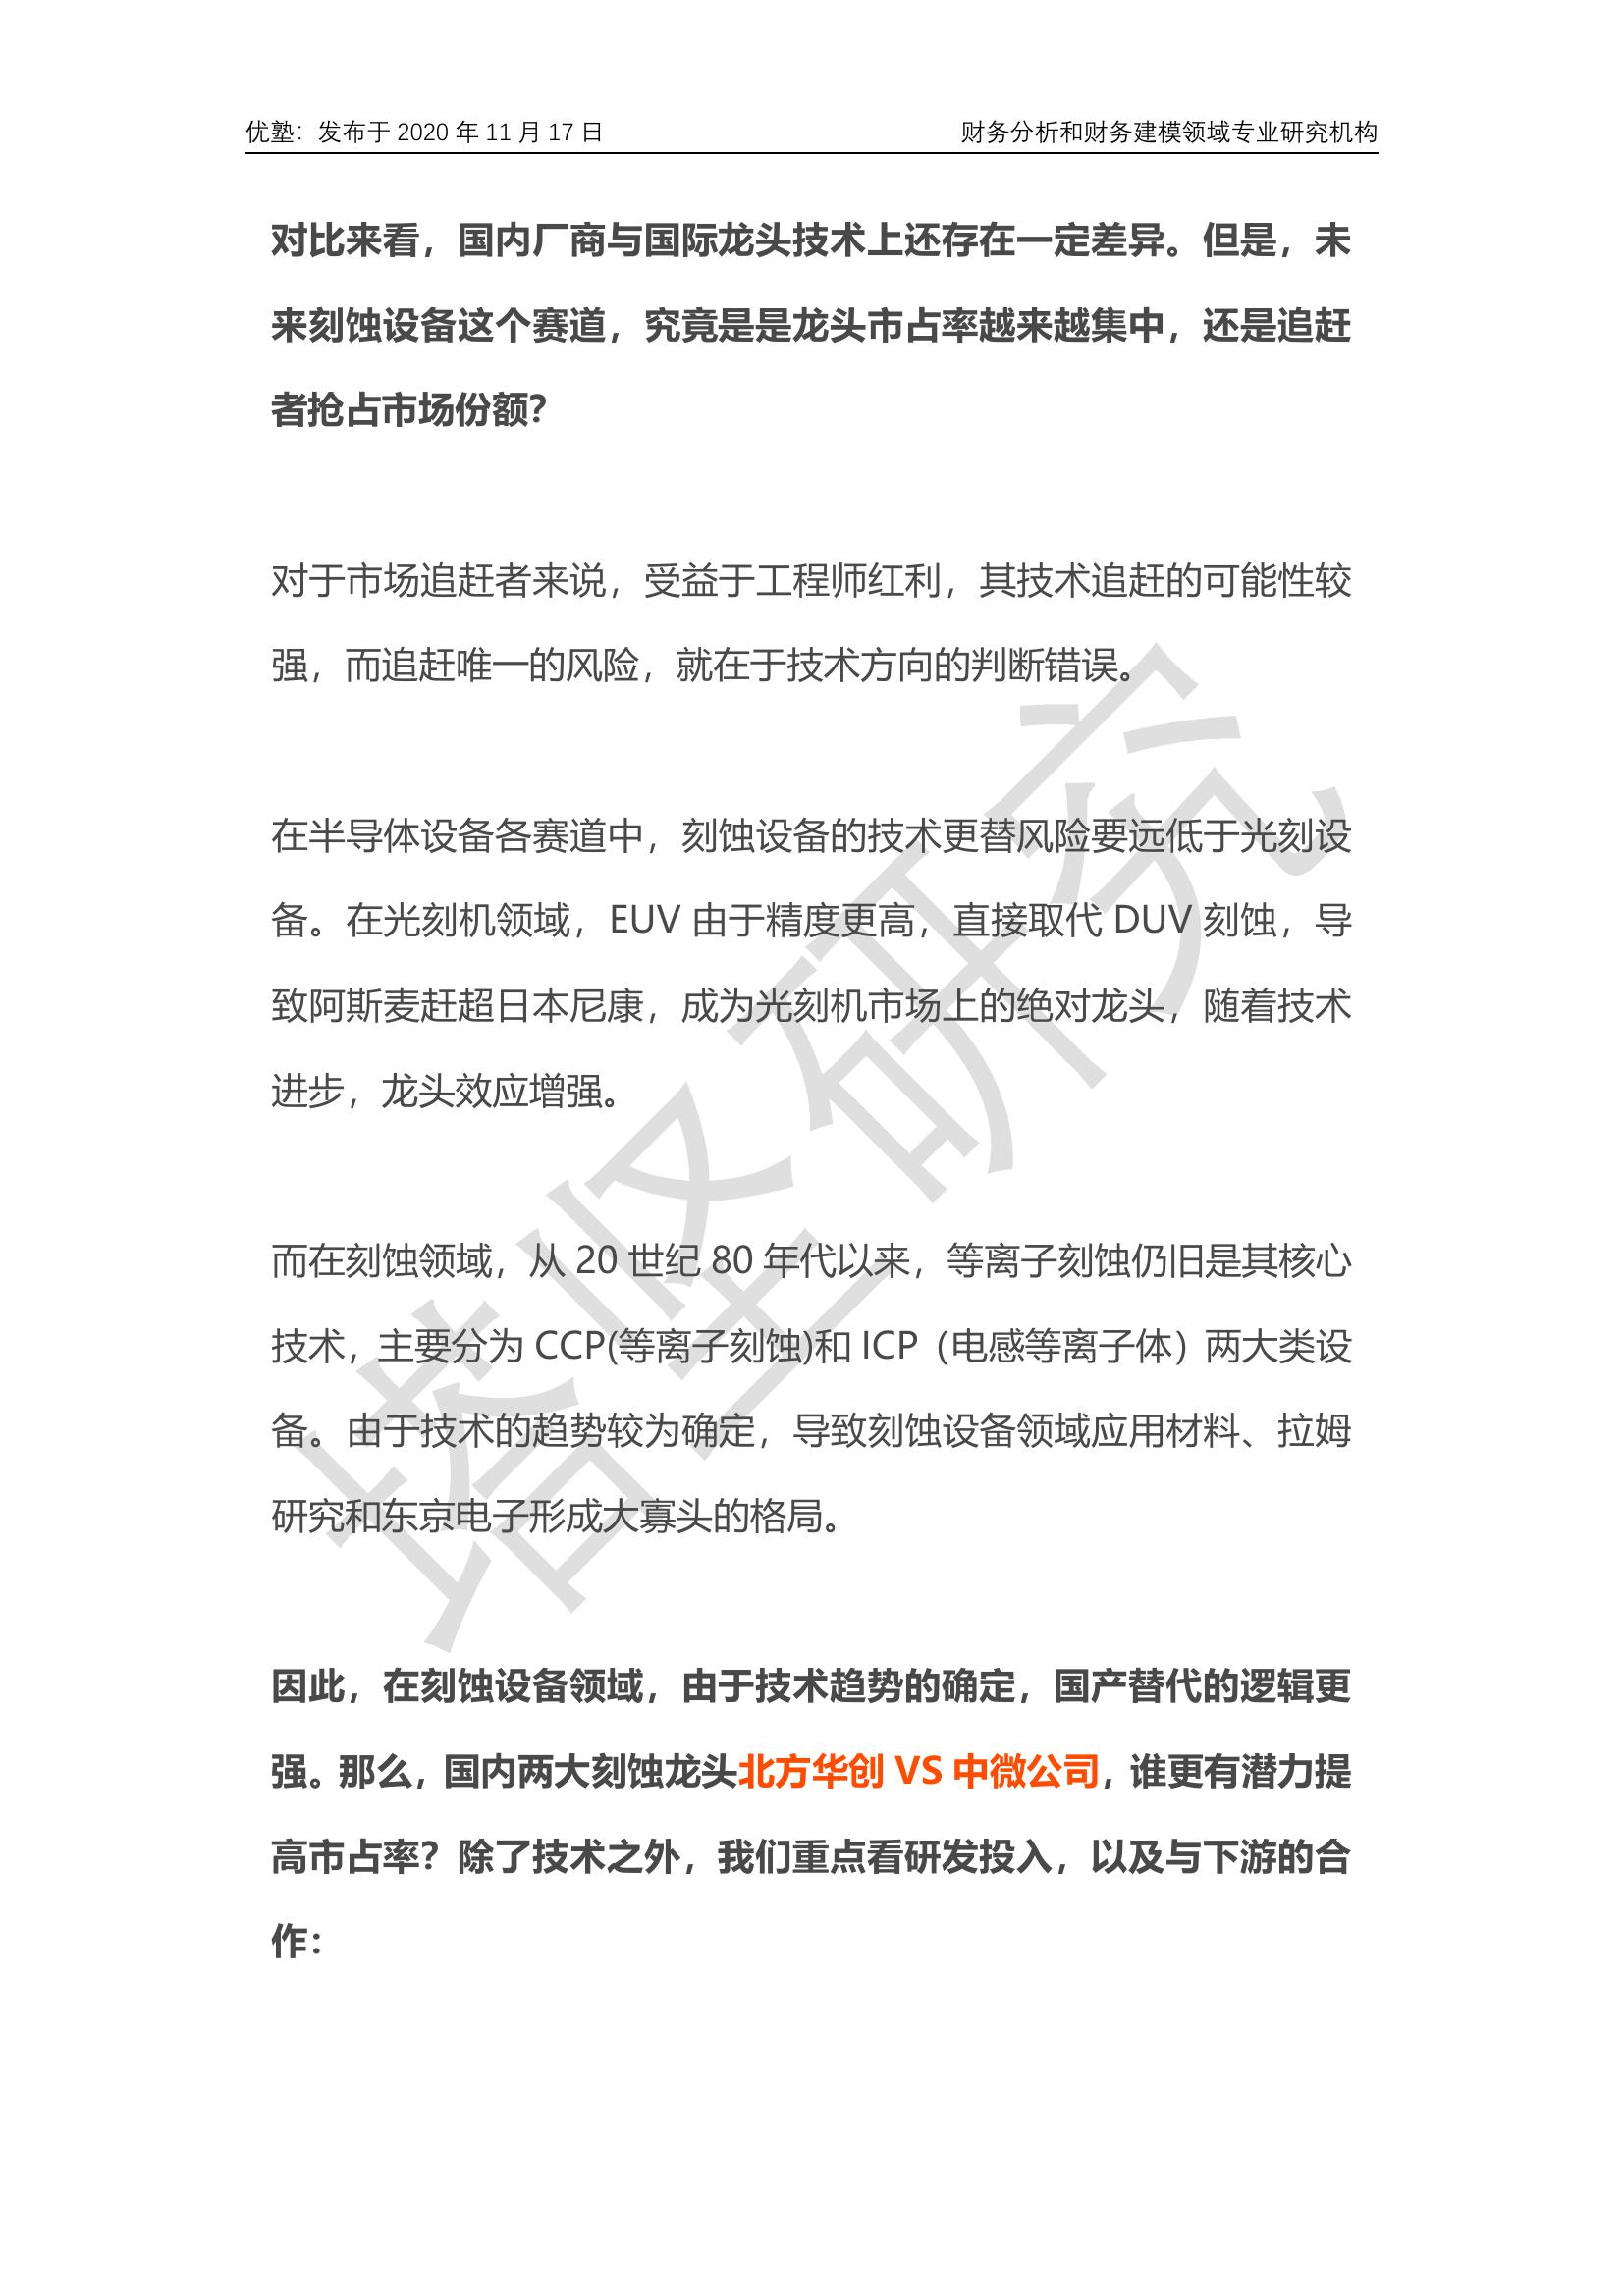 优塾：发布于 2020 年 11 月 17 日 财务分析和财务建模领域专业研究机构
对比来看，国内厂商与国际龙头技术上还存在一定差异。但是，未
来刻蚀设备这个赛道，究竟是是龙头市占率越来越集中，还是追赶
者抢占市场份额？
对于市场追赶者来说，受益于工程师红利，其技术追赶的可能性较
强，而追赶唯一的风险，就在于技术方向的判断错误。
在半导体设备各赛道中，刻蚀设备的技术更替风险要远低于光刻设
备。在光刻机领域，EUV 由于精度更高，直接取代 DUV 刻蚀，导
致阿斯麦赶超日本尼康，成为光刻机市场上的绝对龙头，随着技术
进步，龙头效应增强。
而在刻蚀领域，从 20 世纪 80 年代以来，等离子刻蚀仍旧是其核心
技术，主要分为 CCP(等离子刻蚀)和 ICP（电感等离子体）两大类设
备。由于技术的趋势较为确定，导致刻蚀设备领域应用材料、拉姆
研究和东京电子形成大寡头的格局。
因此，在刻蚀设备领域，由于技术趋势的确定，国产替代的逻辑更
强。那么，国内两大刻蚀龙头北方华创 VS 中微公司，谁更有潜力提
高市占率？除了技术之外，我们重点看研发投入，以及与下游的合
作：
塔坚研究